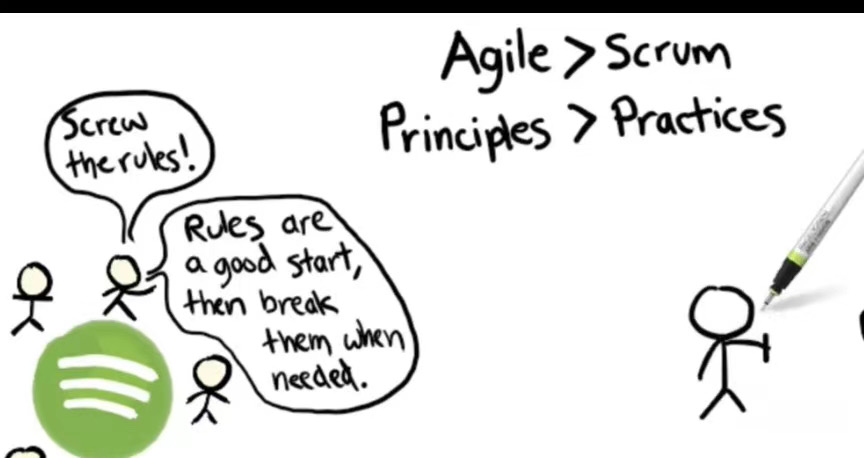 Agile > Scrum
Principles > Practices
Screw
the rules!
Rules are
a good start,
then break
them when
needed.